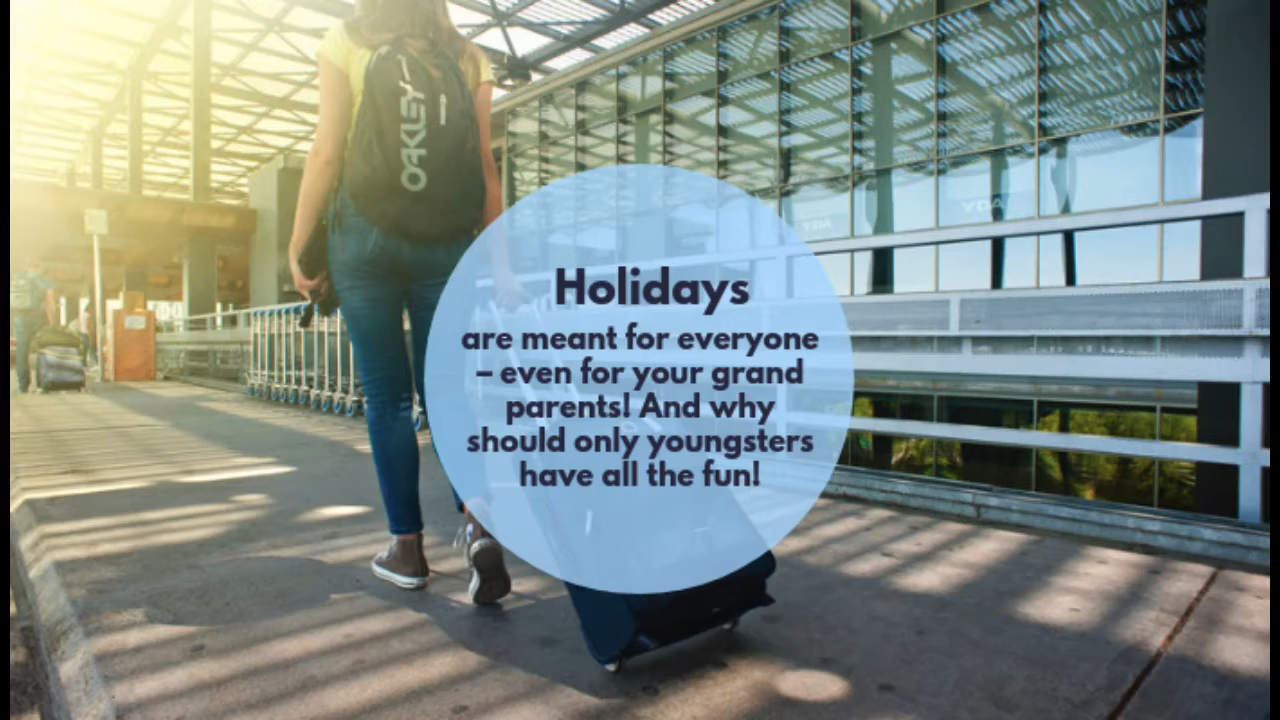 OAKLEY
Holidays
are meant for everyone
– even for your grand
parents! And why
should only youngsters
have all the fun!